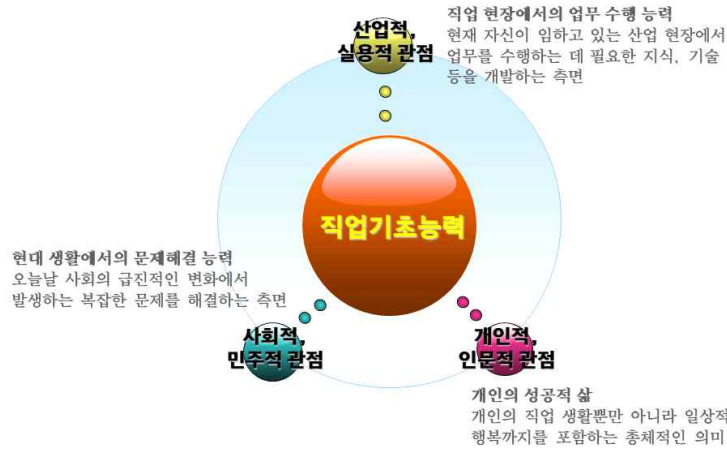 직업 현장에서의 업무 수행 능력
현재 자신이 임하고 있는 산업 현장에서
업무를 수행하는 데 필요한 지식, 기술
등을 개발하는 측면
산업적,
실용적 관점
직업기초능력
현대 생활에서의 문제해결 능력
오늘날 사회의 급진적인 변화에서
발생하는 복잡한 문제를 해결하는 측면
사회적,
민주적 관점
개인적,
인문적 관점
개인의 성공적 삶
개인의 직업 생활뿐만 아니라 일상적
행복까지를 포함하는 총체적인 의미